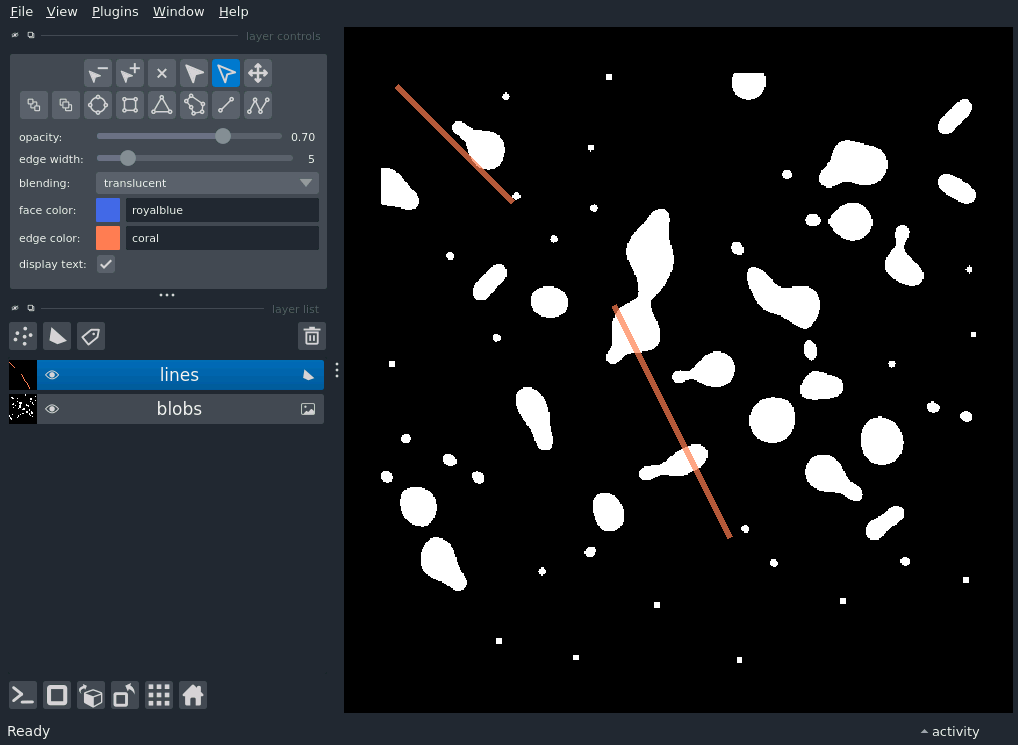 File View Plugins Window Help
layer controls
opacity: 0.70
edge width: 5
blending: translucent
face color: royalblue
edge color: coral
display text:
layer list
lines
blobs
Ready activity